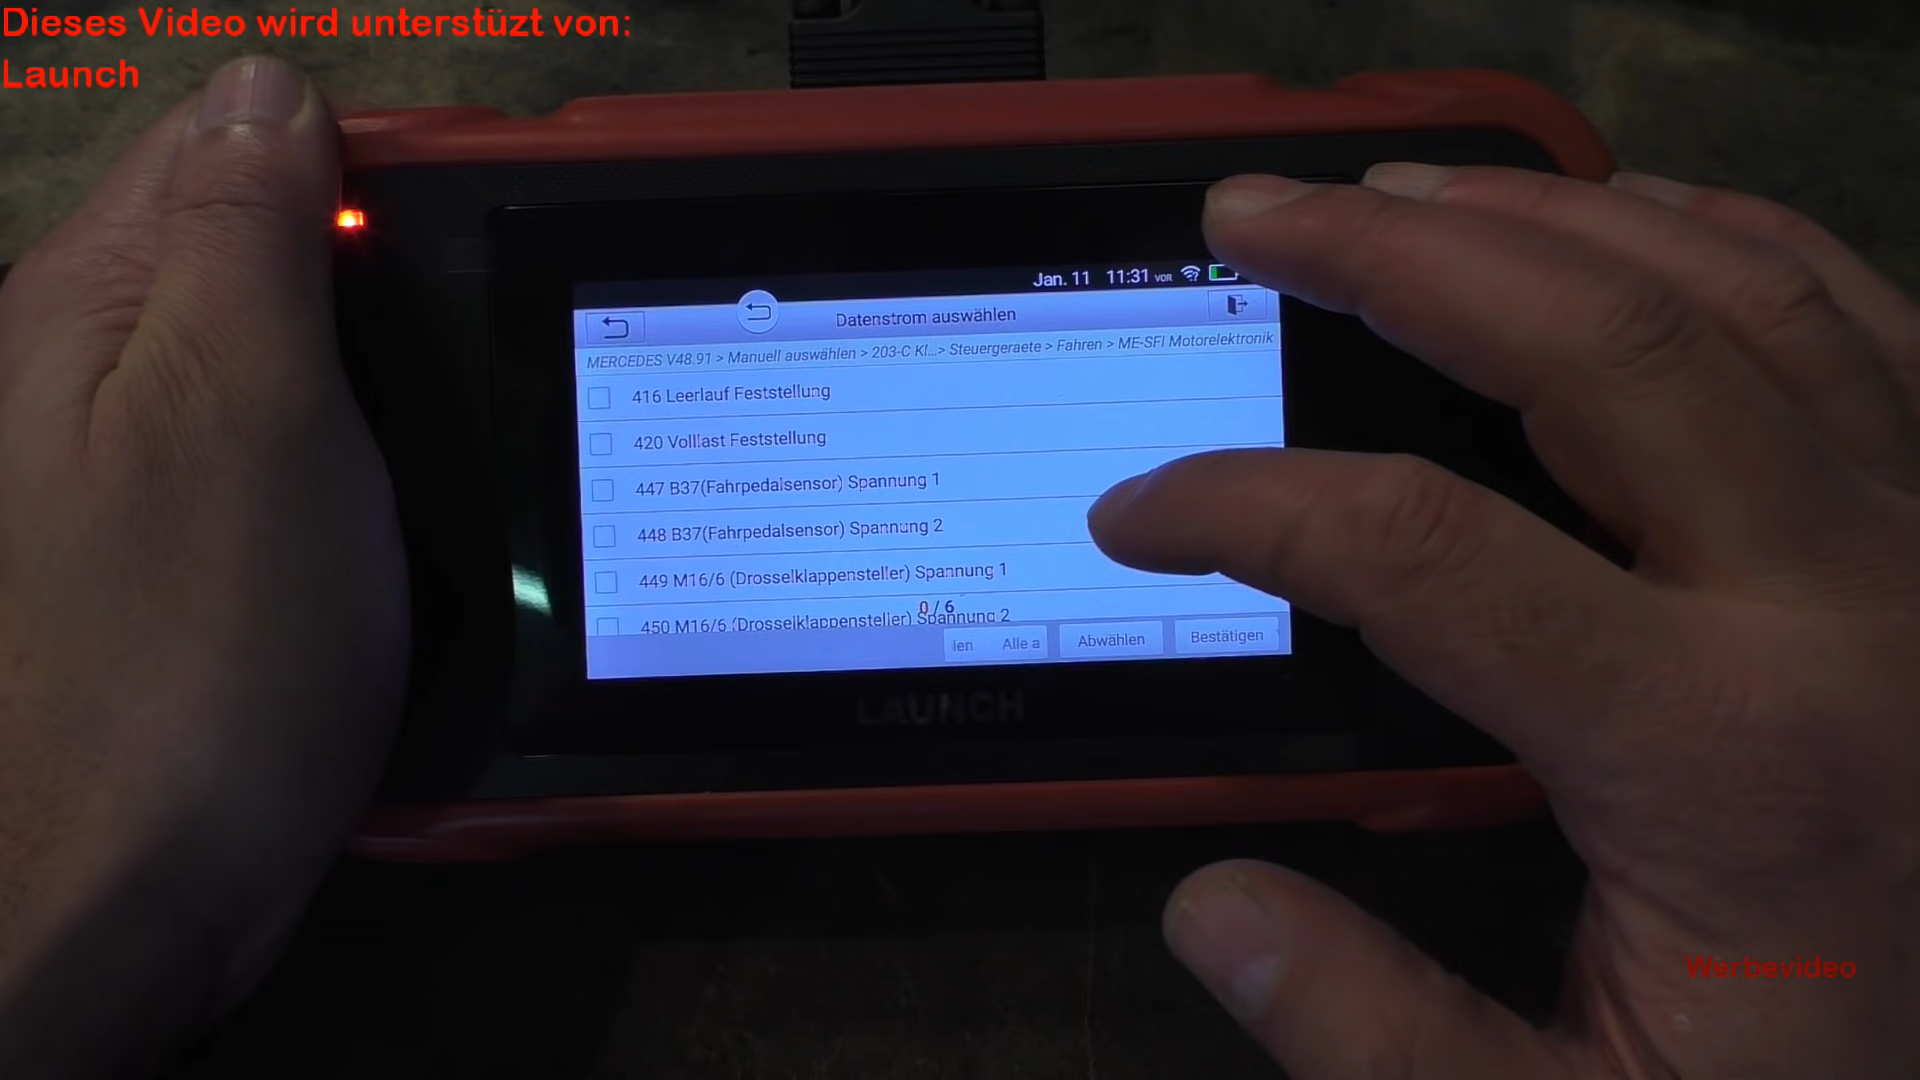 Dieses Video wird unterstüzt von:
Launch
Jan. 11 11:31 VOR
Datenstrom auswählen
MERCEDES V48.91 > Manuell auswählen > 203-C Kl...> Steuergeraete > Fahren > ME-SFI Motorelektronik
416 Leerlauf Feststellung
420 Volllast Feststellung
447 B37(Fahrpedalsensor) Spannung 1
448 B37(Fahrpedalsensor) Spannung 2
449 M16/6 (Drosselklappensteller) Spannung 1
0 / 6
450 M16/6 (Drosselklappensteller) Spannung 2
len Alle a Abwählen Bestätigen
LAUNCH
Werbevideo